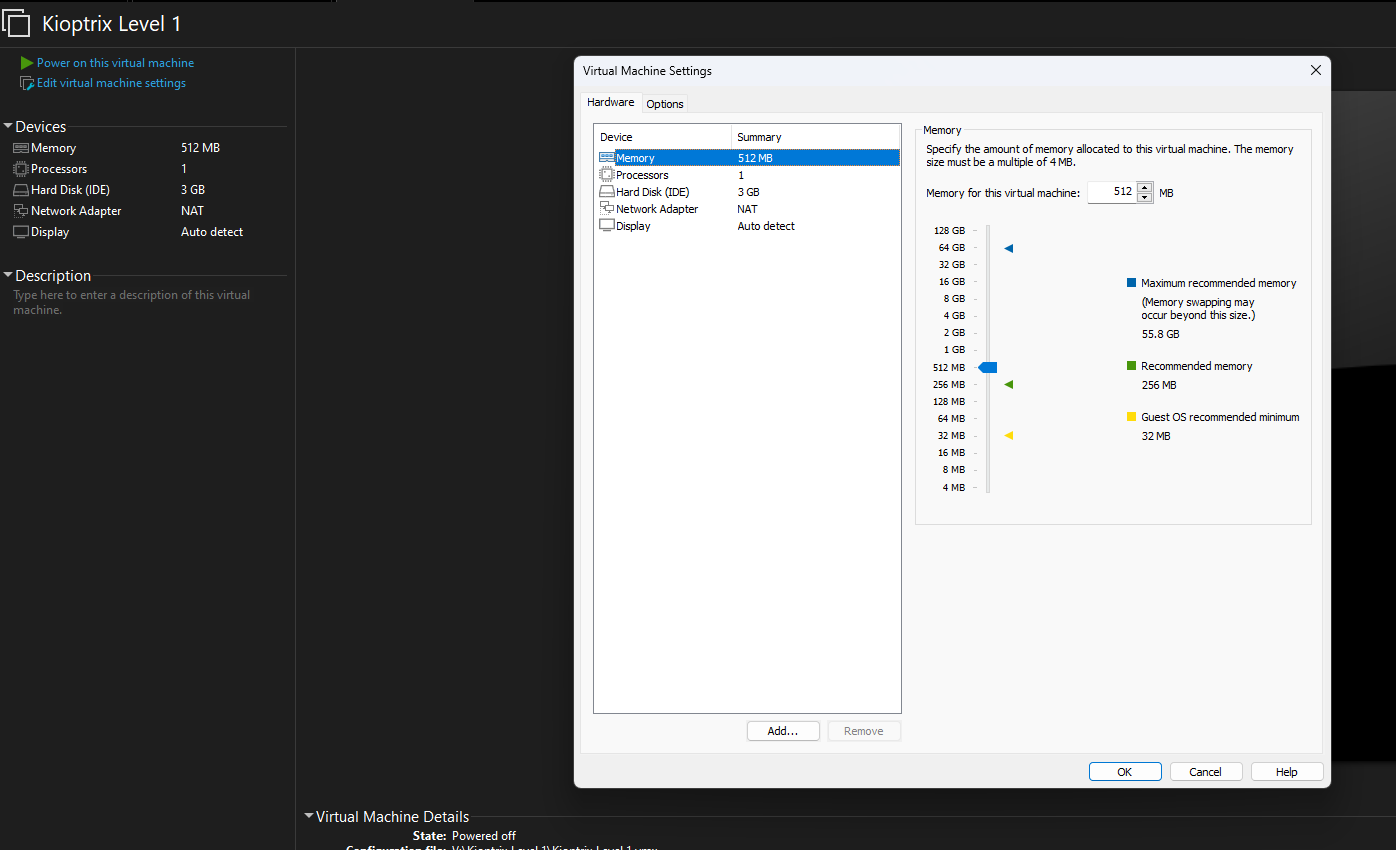 Kioptrix Level 1
Power on this virtual machine
Edit virtual machine settings
Devices
Memory 512 MB
Processors 1
Hard Disk (IDE) 3 GB
Network Adapter NAT
Display Auto detect
Description
Type here to enter a description of this virtual
machine.
Virtual Machine Settings
Hardware Options
Device Summary
Memory 512 MB
Processors 1
Hard Disk (IDE) 3 GB
Network Adapter NAT
Display Auto detect
Add...
Remove
Memory
Specify the amount of memory allocated to this virtual machine. The memory
size must be a multiple of 4 MB.
Memory for this virtual machine: 512 MB
128 GB
64 GB
32 GB
16 GB
8 GB
4 GB
2 GB
1 GB
512 MB
256 MB
128 MB
64 MB
32 MB
16 MB
8 MB
4 MB
Maximum recommended memory
(Memory swapping may
occur beyond this size.)
55.8 GB
Recommended memory
256 MB
Guest OS recommended minimum
32 MB
OK
Cancel
Help
Virtual Machine Details
State: Powered off
Configuration file: